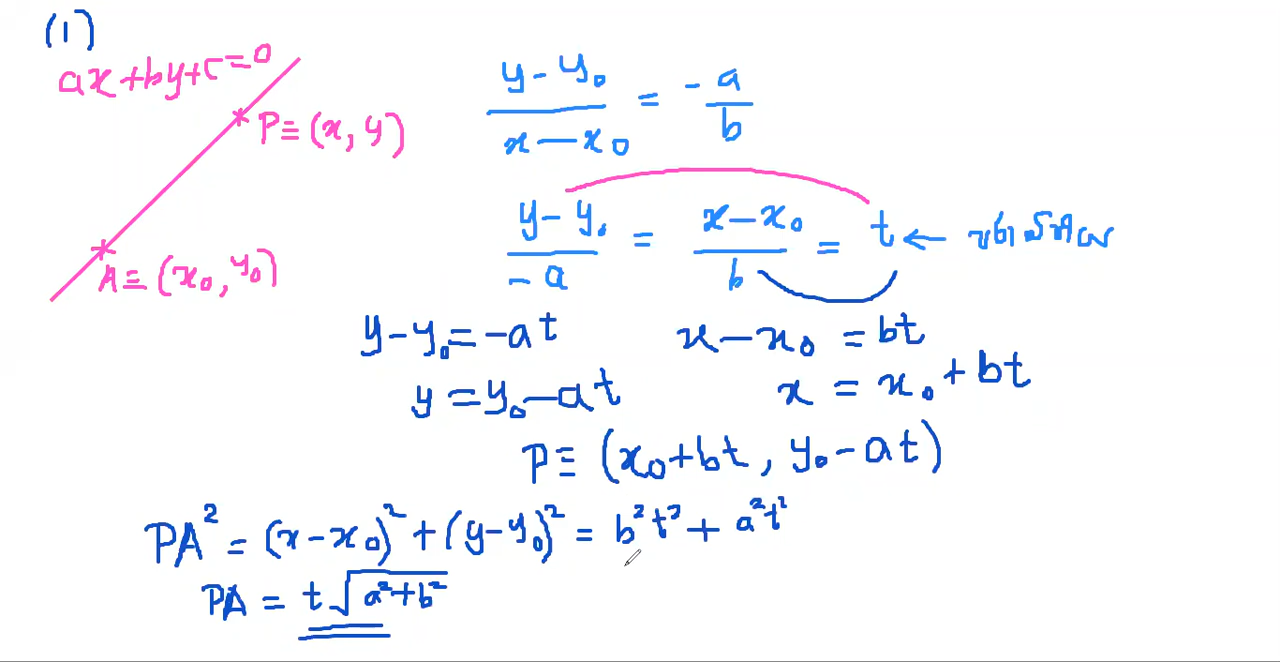 (1)
ax+by+c=0
P≡(x, y)
A≡(x₀, y₀)
(y-y₀)/(x-x₀) = -a/b
(y-y₀)/(-a) = (x-x₀)/b = t ←
y-y₀ = -at
x-x₀ = bt
y = y₀-at
x = x₀+bt
P≡ (x₀+bt, y₀-at)
PA² = (x-x₀)² + (y-y₀)² = b²t² + a²t²
PA = t√(a²+b²)